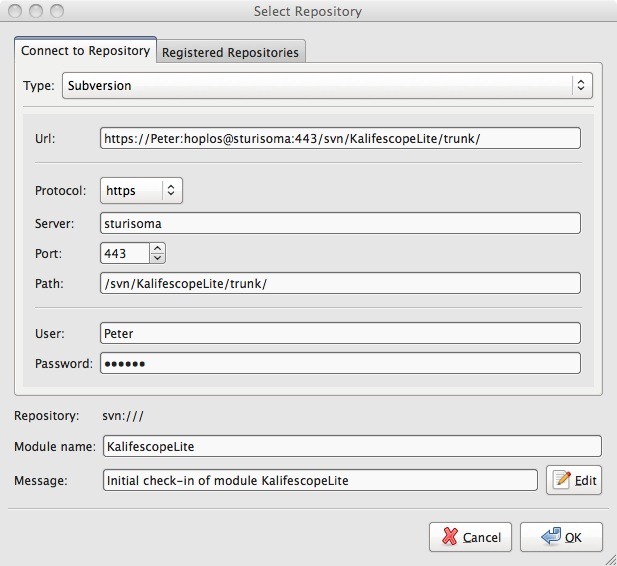 Select Repository
Connect to Repository
Registered Repositories
Type: Subversion
Url: https://Peter:hoplos@sturisoma:443/svn/KalifescopeLite/trunk/
Protocol: https
Server: sturisoma
Port: 443
Path: /svn/KalifescopeLite/trunk/
User: Peter
Password: ••••••
Repository: svn:///
Module name: KalifescopeLite
Message: Initial check-in of module KalifescopeLite
Edit
Cancel
OK